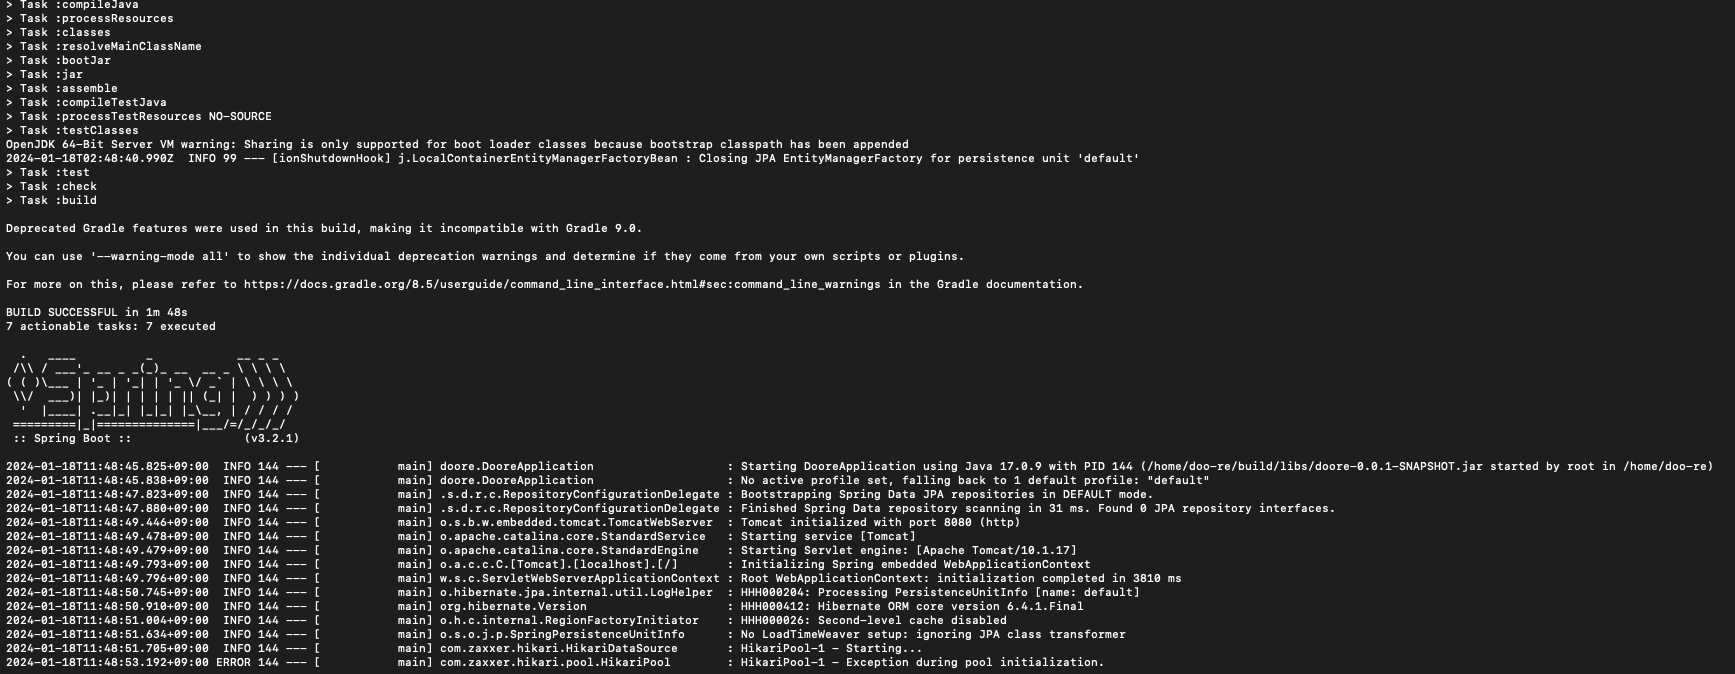 > Task :compileJava
> Task :processResources
> Task :classes
> Task :resolveMainClassName
> Task :bootJar
> Task :jar
> Task :assemble
> Task :compileTestJava
> Task :processTestResources NO-SOURCE
> Task :testClasses
OpenJDK 64-Bit Server VM warning: Sharing is only supported for boot loader classes because bootstrap classpath has been appended
2024-01-18T02:48:40.990Z  INFO 99 --- [ionShutdownHook] j.LocalContainerEntityManagerFactoryBean : Closing JPA EntityManagerFactory for persistence unit 'default'
> Task :test
> Task :check
> Task :build
Deprecated Gradle features were used in this build, making it incompatible with Gradle 9.0.
You can use '--warning-mode all' to show the individual deprecation warnings and determine if they come from your own scripts or plugins.
For more on this, please refer to https://docs.gradle.org/8.5/userguide/command_line_interface.html#sec:command_line_warnings in the Gradle documentation.
BUILD SUCCESSFUL in 1m 48s
7 actionable tasks: 7 executed
  .   ____          _            __ _ _
 /\\ / ___'_ __ _ _(_)_ __  __ _ \ \ \ \
( ( )\___ | '_ | '_| | '_ \/ _` | \ \ \ \
 \\/  ___)| |_)| | | | | || (_| |  ) ) ) )
  '  |____| .__|_| |_|_| |_\__, | / / / /
 =========|_|==============|___/=/_/_/_/
 :: Spring Boot ::                (v3.2.1)
2024-01-18T11:48:45.825+09:00  INFO 144 --- [           main] doore.DooreApplication                   : Starting DooreApplication using Java 17.0.9 with PID 144 (/home/doo-re/build/libs/doore-0.0.1-SNAPSHOT.jar started by root in /home/doo-re)
2024-01-18T11:48:45.838+09:00  INFO 144 --- [           main] doore.DooreApplication                   : No active profile set, falling back to 1 default profile: "default"
2024-01-18T11:48:47.823+09:00  INFO 144 --- [           main] .s.d.r.c.RepositoryConfigurationDelegate : Bootstrapping Spring Data JPA repositories in DEFAULT mode.
2024-01-18T11:48:47.880+09:00  INFO 144 --- [           main] .s.d.r.c.RepositoryConfigurationDelegate : Finished Spring Data repository scanning in 31 ms. Found 0 JPA repository interfaces.
2024-01-18T11:48:49.446+09:00  INFO 144 --- [           main] o.s.b.w.embedded.tomcat.TomcatWebServer  : Tomcat initialized with port 8080 (http)
2024-01-18T11:48:49.478+09:00  INFO 144 --- [           main] o.apache.catalina.core.StandardService   : Starting service [Tomcat]
2024-01-18T11:48:49.479+09:00  INFO 144 --- [           main] o.apache.catalina.core.StandardEngine    : Starting Servlet engine: [Apache Tomcat/10.1.17]
2024-01-18T11:48:49.793+09:00  INFO 144 --- [           main] o.a.c.c.C.[Tomcat].[localhost].[/]       : Initializing Spring embedded WebApplicationContext
2024-01-18T11:48:49.796+09:00  INFO 144 --- [           main] w.s.c.ServletWebServerApplicationContext : Root WebApplicationContext: initialization completed in 3810 ms
2024-01-18T11:48:50.745+09:00  INFO 144 --- [           main] o.hibernate.jpa.internal.util.LogHelper  : HHH000204: Processing PersistenceUnitInfo [name: default]
2024-01-18T11:48:50.910+09:00  INFO 144 --- [           main] org.hibernate.Version                    : HHH000412: Hibernate ORM core version 6.4.1.Final
2024-01-18T11:48:51.004+09:00  INFO 144 --- [           main] o.h.c.internal.RegionFactoryInitiator    : HHH000026: Second-level cache disabled
2024-01-18T11:48:51.634+09:00  INFO 144 --- [           main] o.s.o.j.p.SpringPersistenceUnitInfo      : No LoadTimeWeaver setup: ignoring JPA class transformer
2024-01-18T11:48:51.705+09:00  INFO 144 --- [           main] com.zaxxer.hikari.HikariDataSource       : HikariPool-1 - Starting...
2024-01-18T11:48:53.192+09:00 ERROR 144 --- [           main] com.zaxxer.hikari.pool.HikariPool        : HikariPool-1 - Exception during pool initialization.